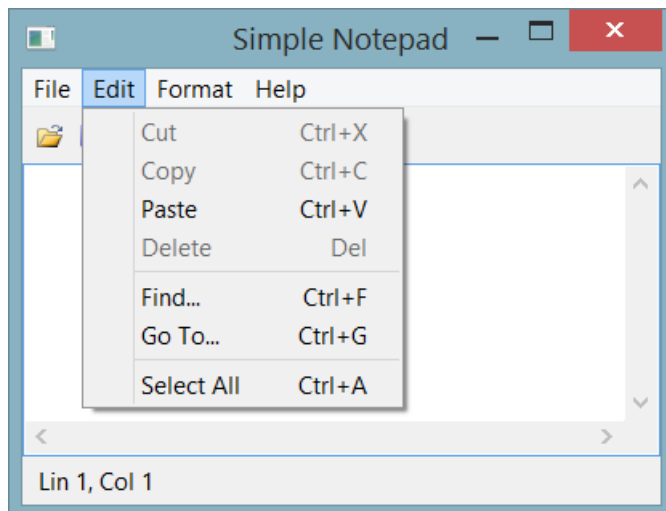 Simple Notepad
File Edit Format Help
Cut Ctrl+X
Copy Ctrl+C
Paste Ctrl+V
Delete Del
Find... Ctrl+F
Go To... Ctrl+G
Select All Ctrl+A
Lin 1, Col 1